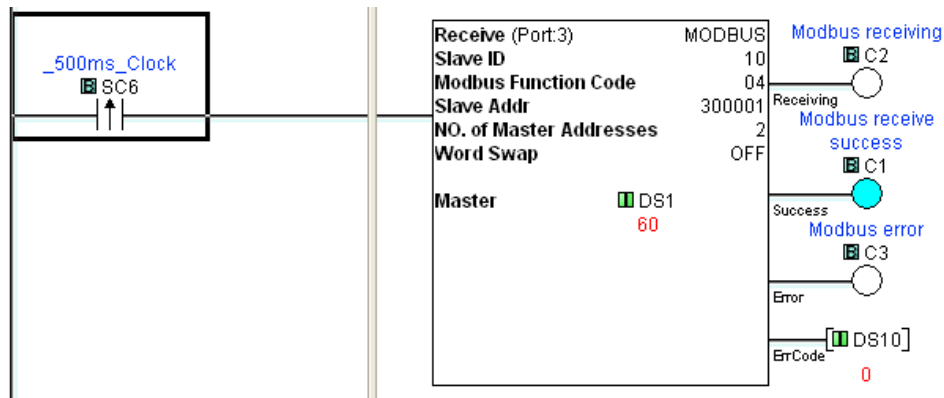 _500ms_Clock
SC6
Receive (Port:3) MODBUS
Slave ID 10
Modbus Function Code 04
Slave Addr 300001
NO. of Master Addresses 2
Word Swap OFF
Master DS1
60
Modbus receiving
C2
Receiving
Modbus receive
success
C1
Success
Modbus error
C3
Error
ErrCode
DS10
0